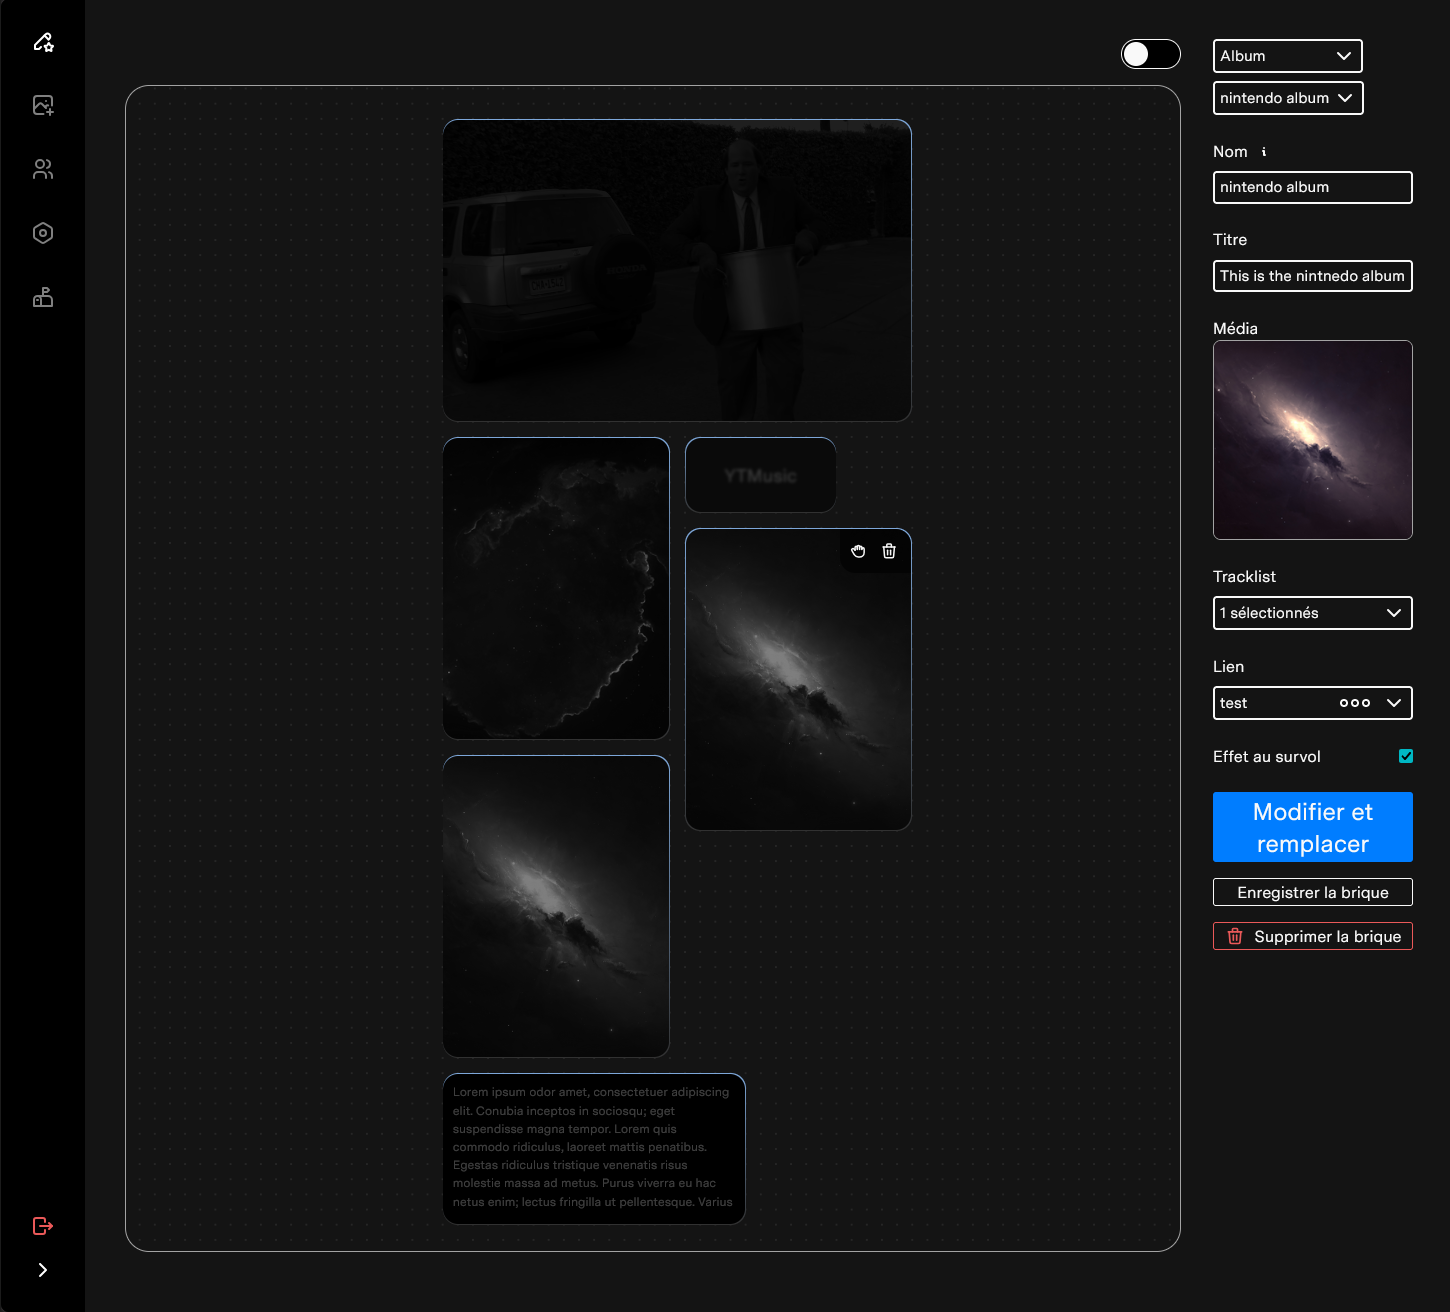 Album
nintendo album
Nom i
nintendo album
Titre
This is the nintnedo album
Média
YTMusic
Tracklist
1 sélectionnés
Lien
test
Effet au survol
Modifier et
remplacer
Enregistrer la brique
Supprimer la brique
Lorem ipsum odor amet, consectetuer adipiscing
elit. Conubia inceptos in sociosqu; eget
suspendisse magna tempor. Lorem quis
commodo ridiculus, laoreet mattis penatibus.
Egestas ridiculus tristique venenatis risus
molestie massa ad metus. Purus viverra eu hac
netus enim; lectus fringilla ut pellentesque. Varius